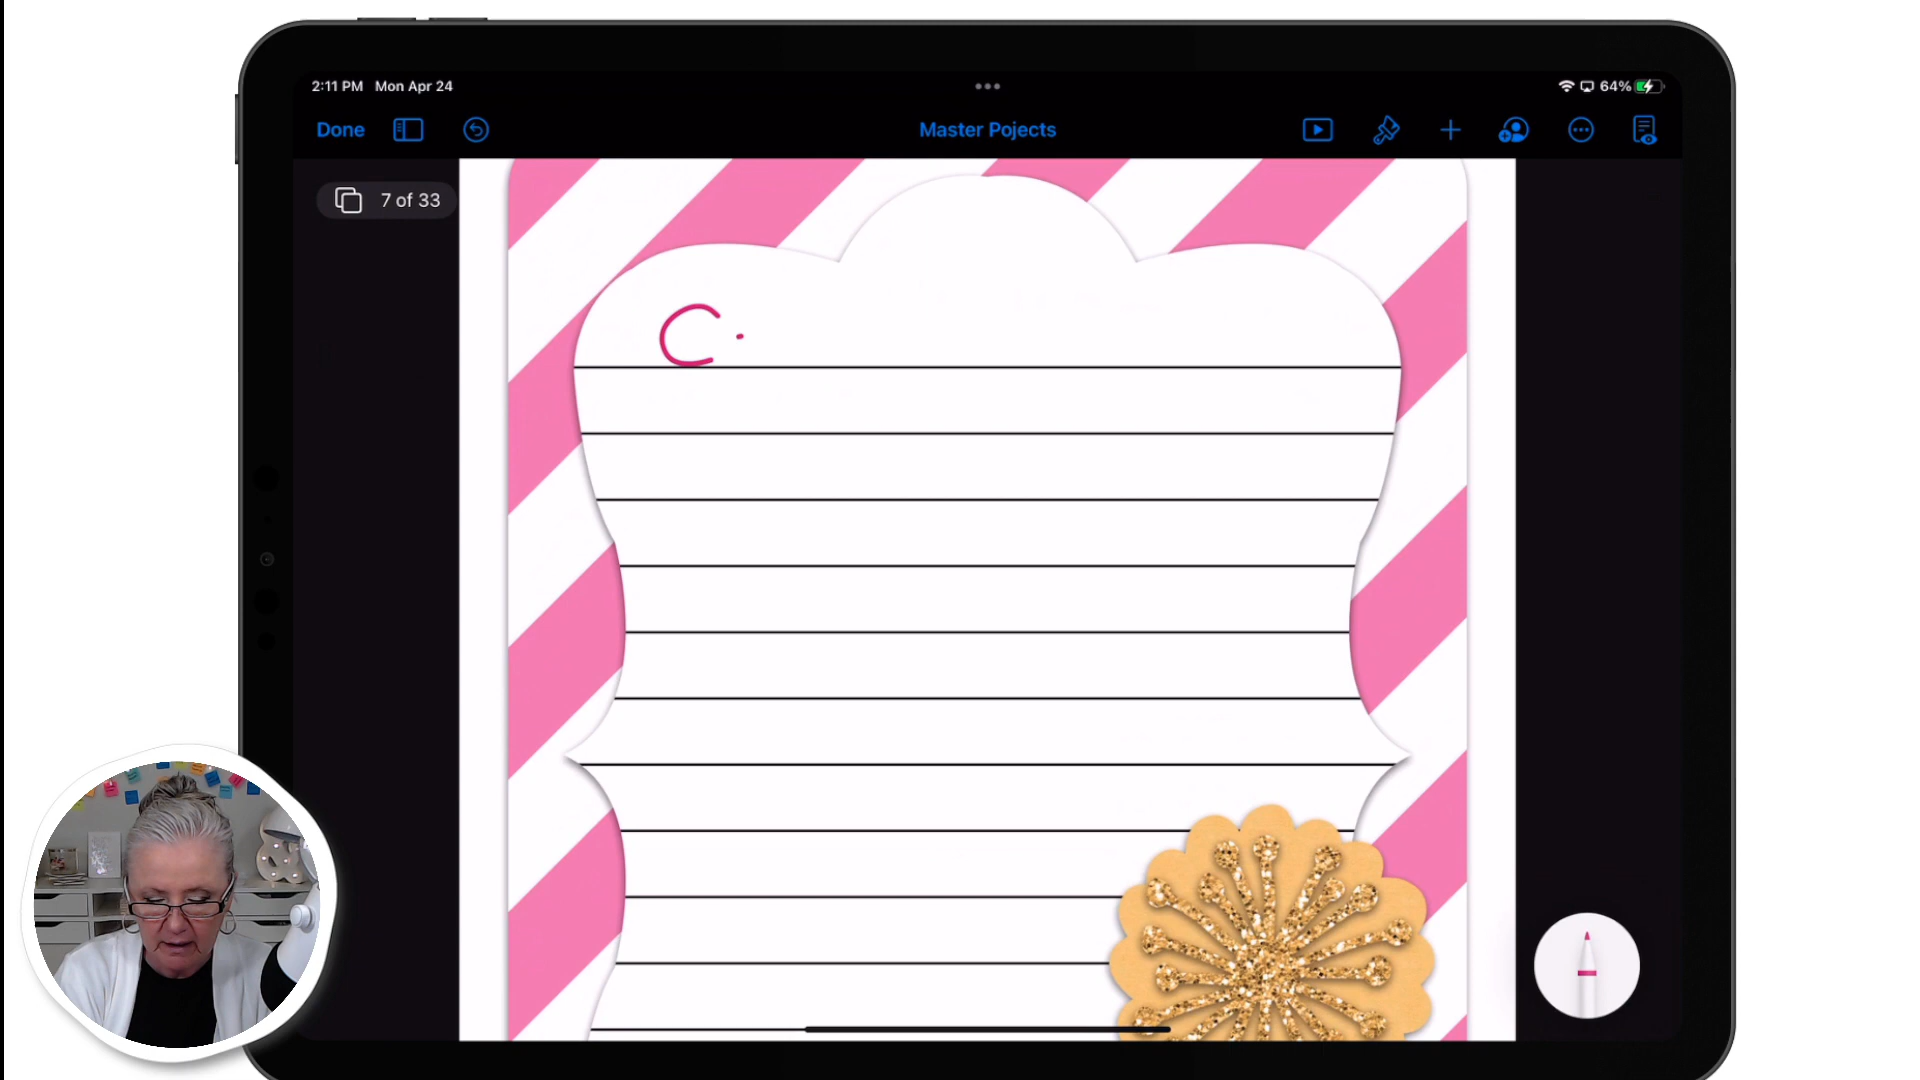 2:11 PM Mon Apr 24
64%
Done
Master Pojects
7 of 33
C.